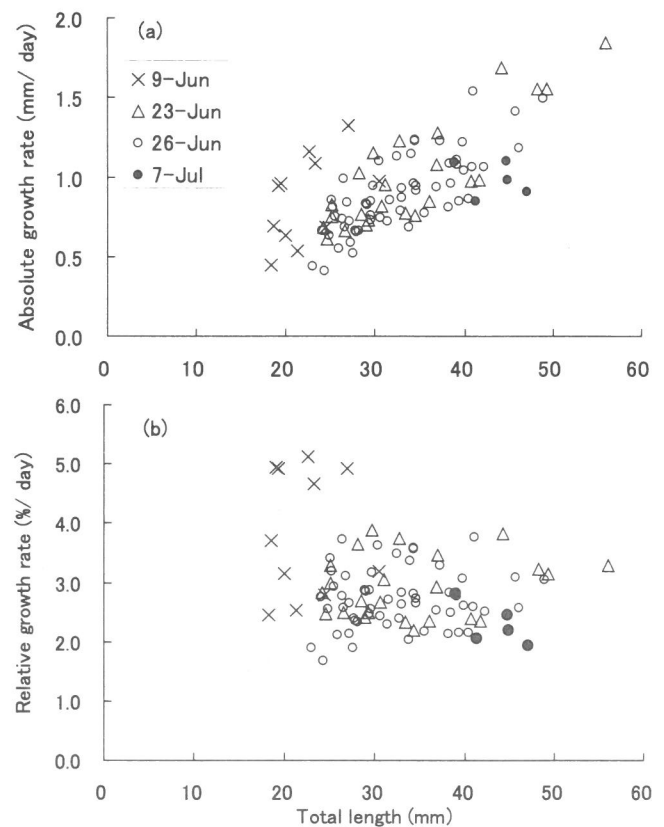 (a)
2.0
1.5
1.0
0.5
0.0
Absolute growth rate (mm/ day)
× 9-Jun
△ 23-Jun
○ 26-Jun
● 7-Jul
0 10 20 30 40 50 60
(b)
6.0
5.0
4.0
3.0
2.0
1.0
0.0
Relative growth rate (%/ day)
0 10 20 30 40 50 60
Total length (mm)